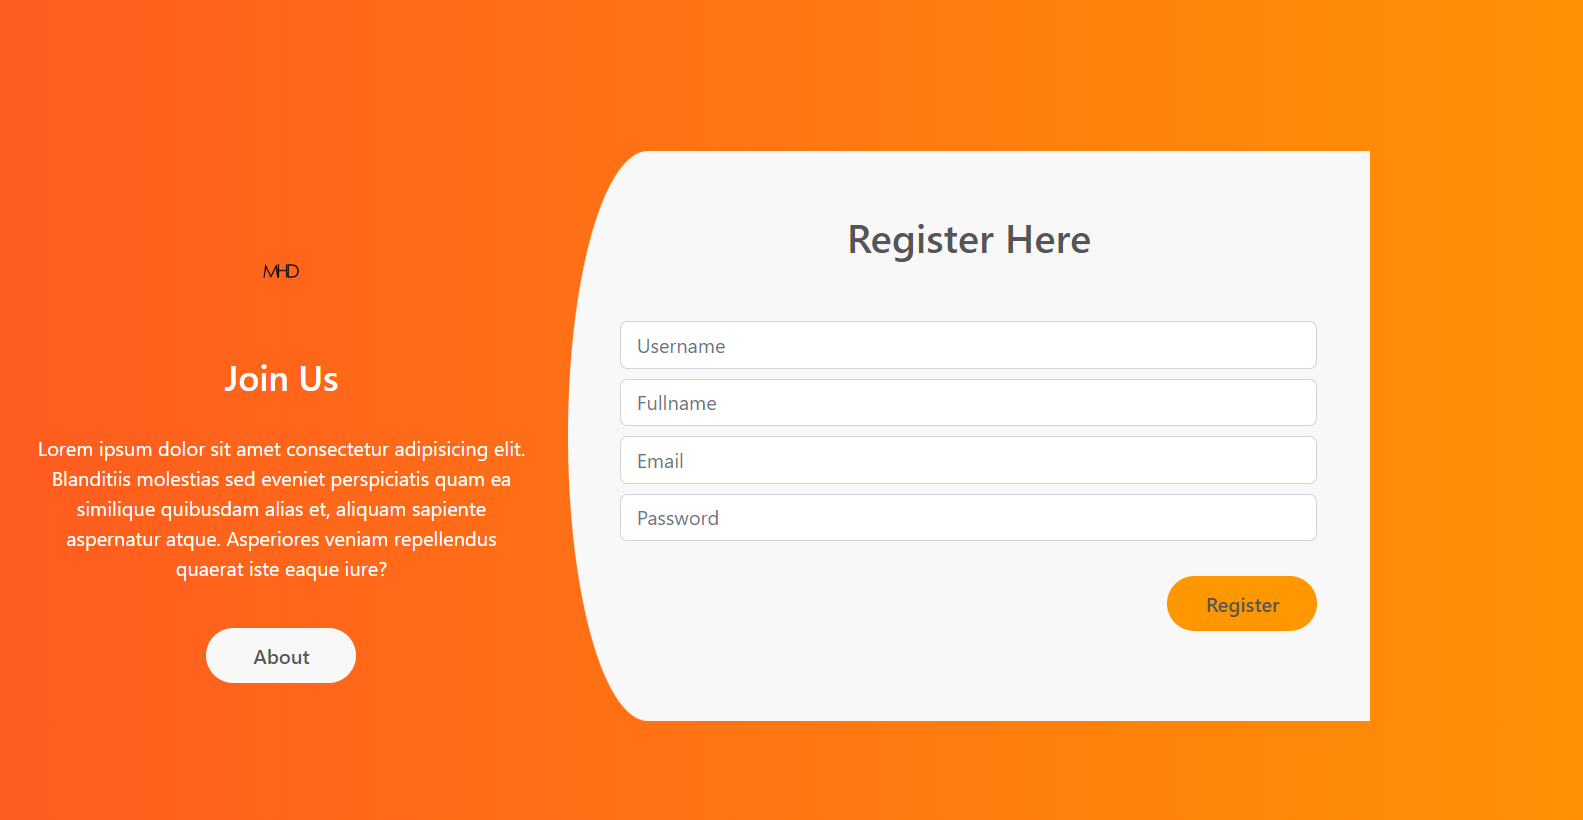 MHD
Join Us
Lorem ipsum dolor sit amet consectetur adipisicing elit.
Blanditiis molestias sed eveniet perspiciatis quam ea
similique quibusdam alias et, aliquam sapiente
aspernatur atque. Asperiores veniam repellendus
quaerat iste eaque iure?
About
Register Here
Username
Fullname
Email
Password
Register